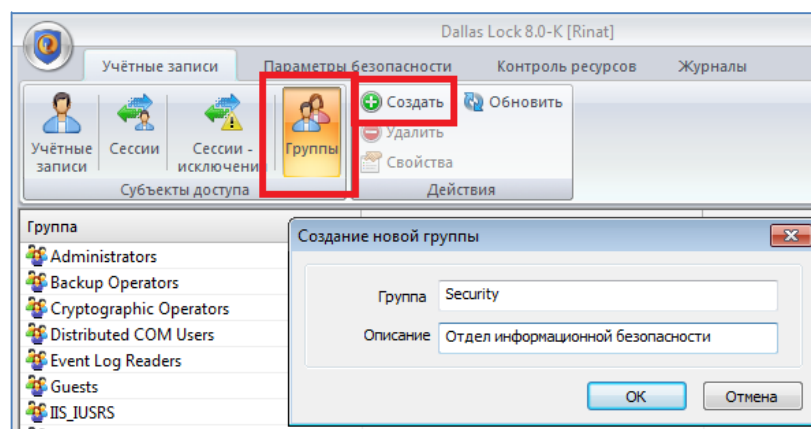 Dallas Lock 8.0-K [Rinat]
Учётные записи Параметры безопасности Контроль ресурсов Журналы
Учётные записи
Сессии
Сессии - исключения
Группы
Создать
Обновить
Удалить
Свойства
Субъекты доступа
Действия
Группа
Administrators
Backup Operators
Cryptographic Operators
Distributed COM Users
Event Log Readers
Guests
IIS_IUSRS
Создание новой группы
Группа Security
Описание Отдел информационной безопасности
OK Отмена